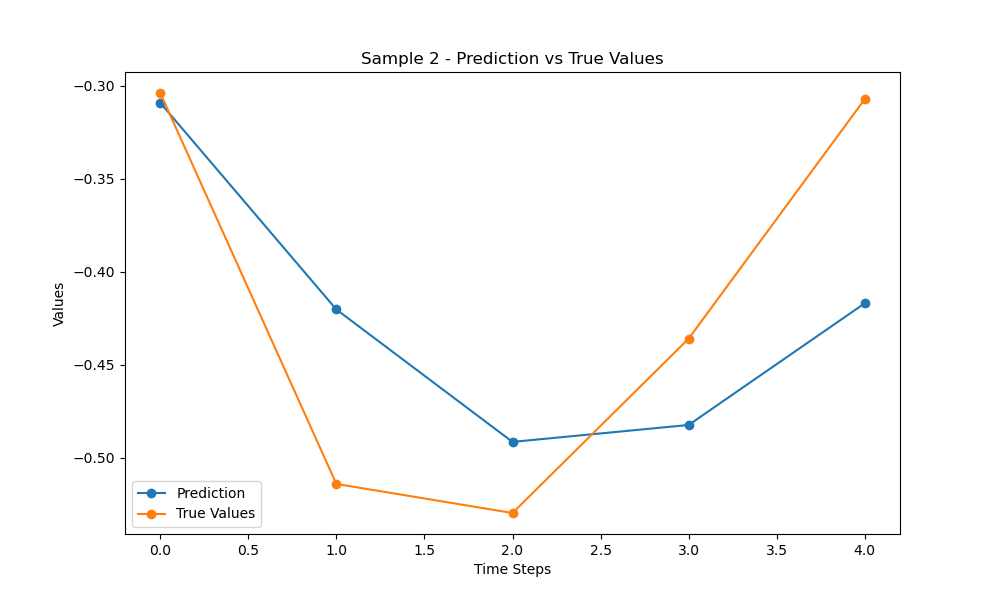 Sample 2 - Prediction vs True Values
Values
−0.30
−0.35
−0.40
−0.45
−0.50
Prediction
True Values
0.0 0.5 1.0 1.5 2.0 2.5 3.0 3.5 4.0
Time Steps